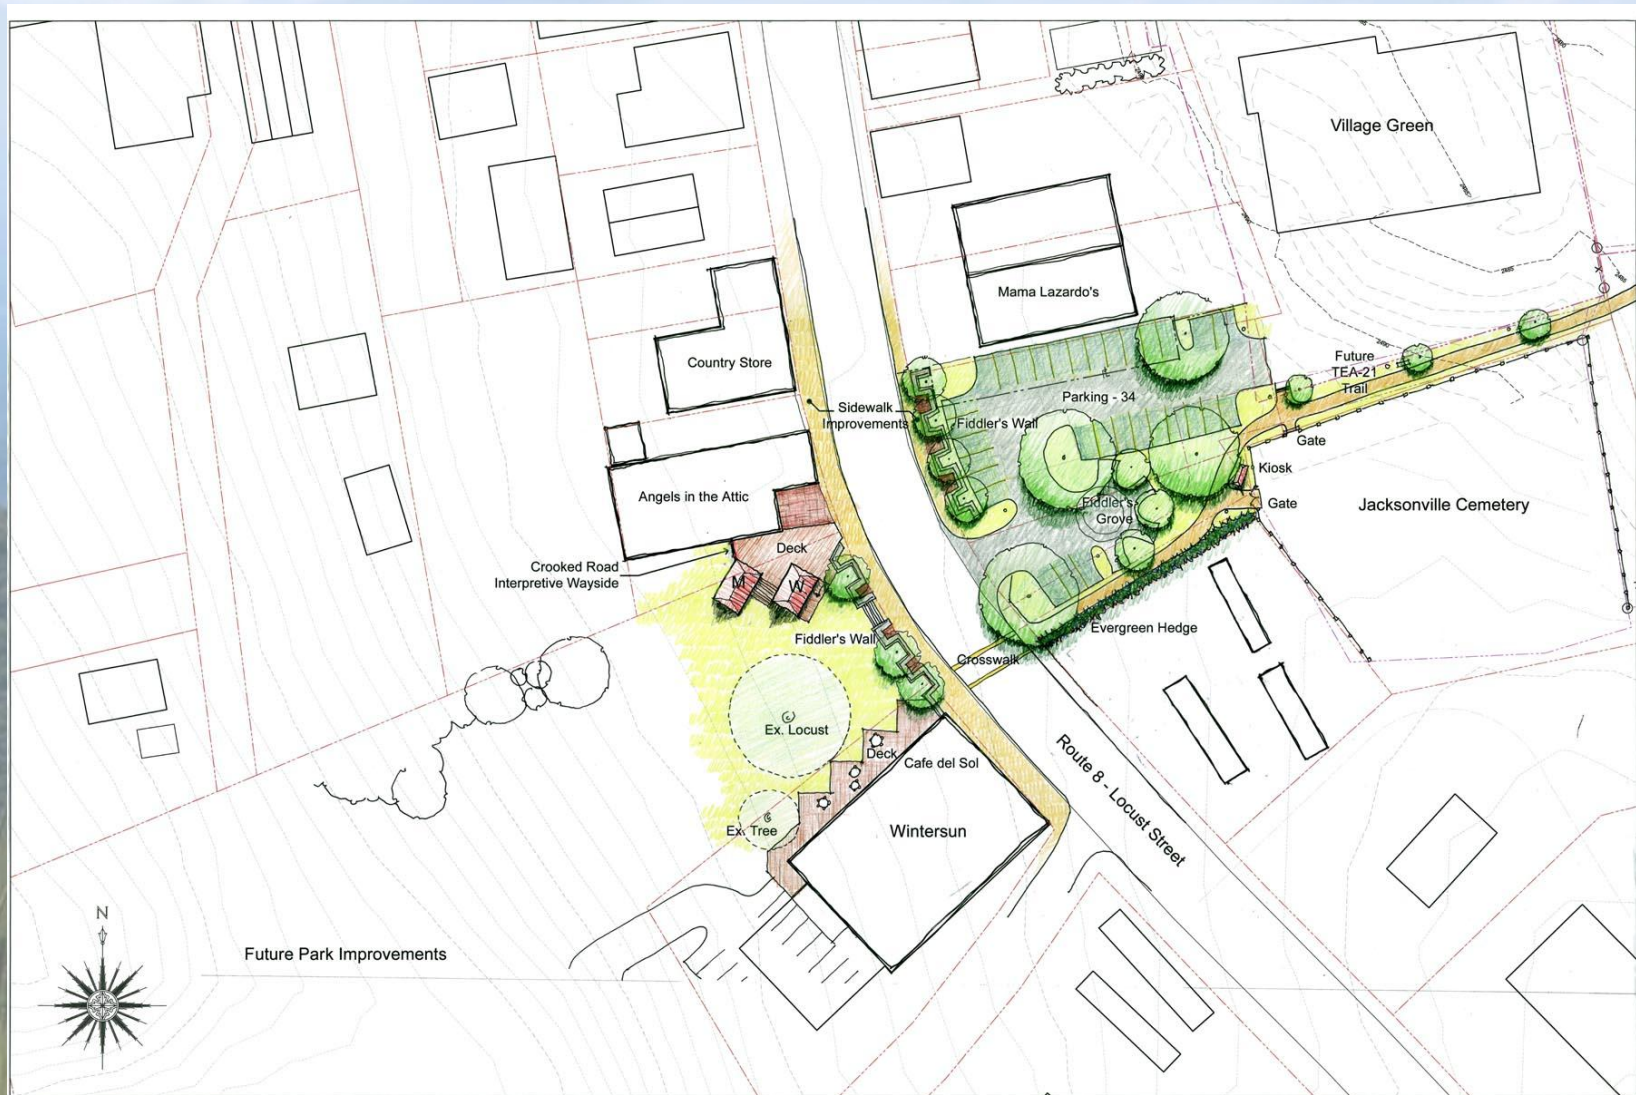 Village Green
Mama Lazardo's
Country Store
Future
TEA-21
Trail
Parking - 34
Sidewalk
Improvements
Fiddler's Wall
Gate
Kiosk
Angels in the Attic
Fiddler's
Grove
Gate
Jacksonville Cemetery
Deck
Crooked Road
Interpretive Wayside
M
W
Evergreen Hedge
Fiddler's Wall
Crosswalk
Ex. Locust
Deck
Cafe del Sol
Route 8 - Locust Street
Ex. Tree
Wintersun
N
Future Park Improvements